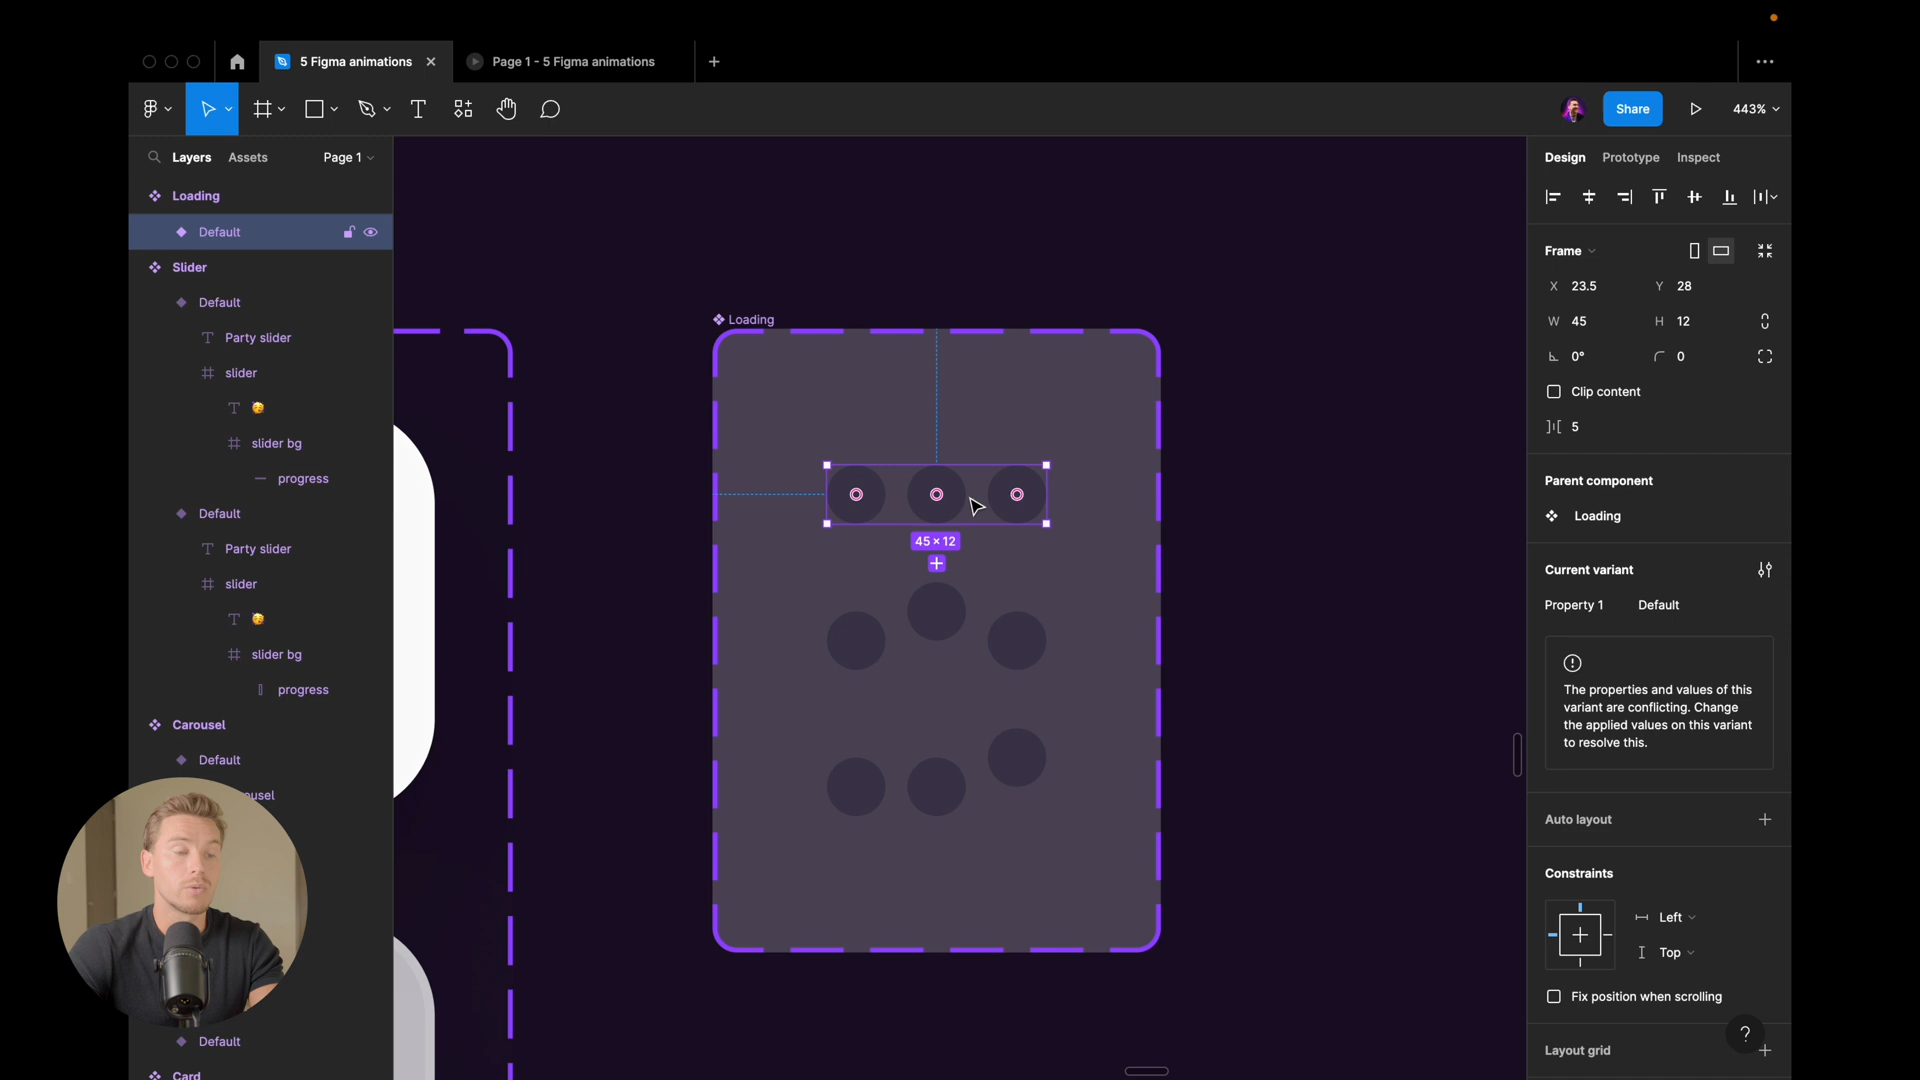 5 Figma animations
Page 1 - 5 Figma animations
Share
443%
Layers
Assets
Page 1
Loading
Default
Slider
Default
Party slider
slider
🥳
slider bg
progress
Default
Party slider
slider
🥳
slider bg
progress
Carousel
Default
ousel
Default
Card
Loading
45 × 12
Design
Prototype
Inspect
Frame
X 23.5
Y 28
W 45
H 12
0°
0
Clip content
5
Parent component
Loading
Current variant
Property 1
Default
The properties and values of this
variant are conflicting. Change
the applied values on this variant
to resolve this.
Auto layout
Constraints
Left
Top
Fix position when scrolling
?
Layout grid